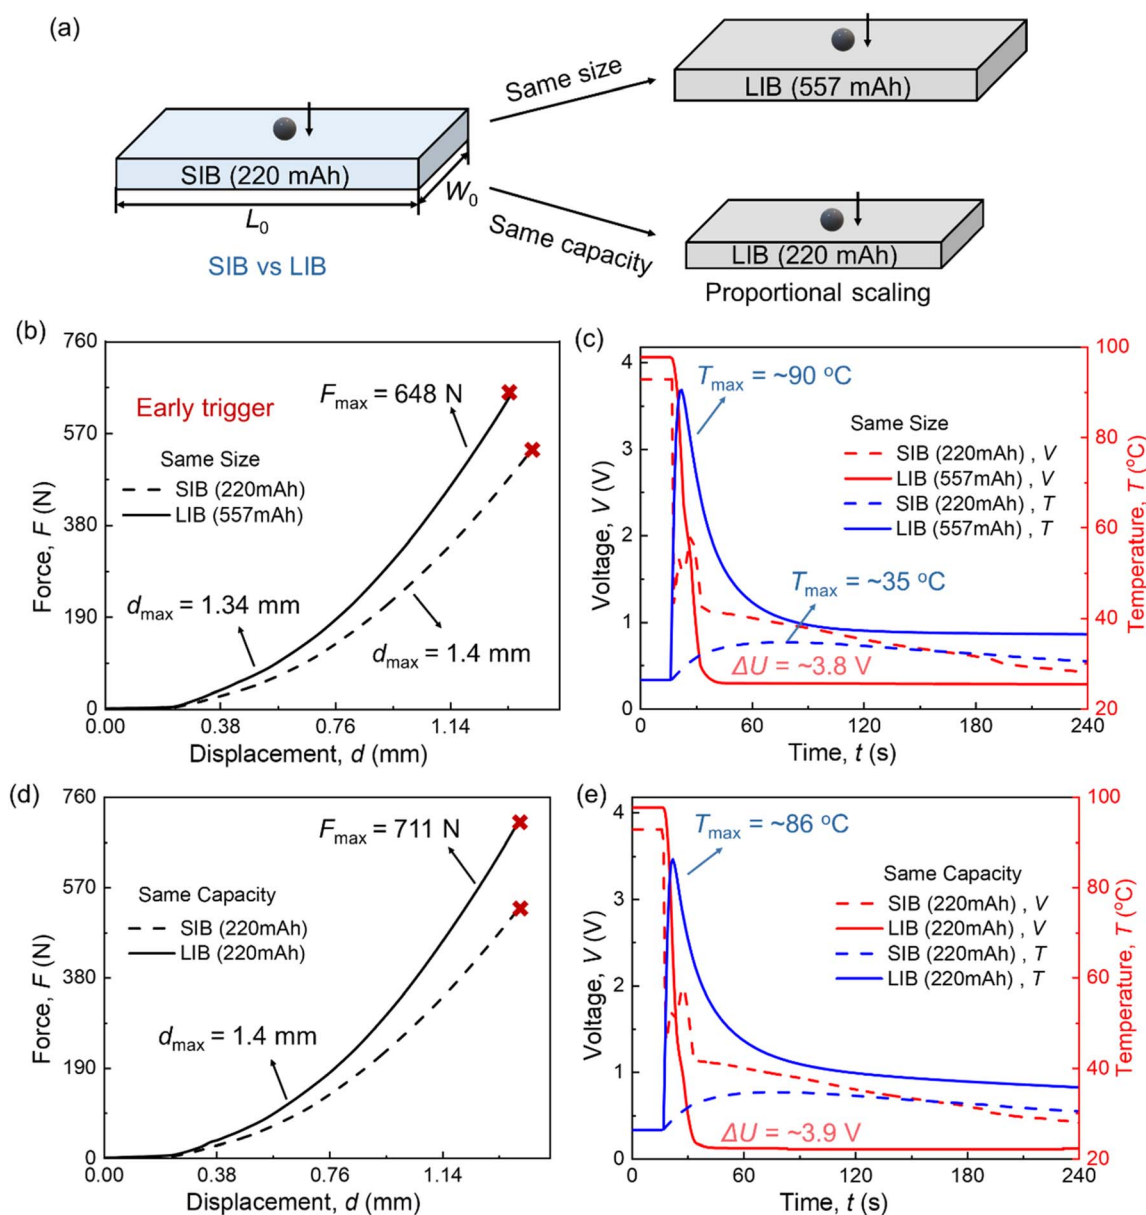 (a)
Same size
LIB (557 mAh)
SIB (220 mAh)
W0
L0
SIB vs LIB
Same capacity
LIB (220 mAh)
Proportional scaling
(b)
760
570
380
190
0
Force, F (N)
Early trigger
Fmax = 648 N
Same Size
SIB (220mAh)
LIB (557mAh)
dmax = 1.34 mm
dmax = 1.4 mm
0.00 0.38 0.76 1.14
Displacement, d (mm)
(c)
4
3
2
1
0
Voltage, V (V)
Tmax = ~90 °C
Same Size
SIB (220mAh) , V
LIB (557mAh) , V
SIB (220mAh) , T
LIB (557mAh) , T
Tmax = ~35 °C
ΔU = ~3.8 V
100
80
60
40
20
Temperature, T (°C)
0 60 120 180 240
Time, t (s)
(d)
760
570
380
190
0
Force, F (N)
Fmax = 711 N
Same Capacity
SIB (220mAh)
LIB (220mAh)
dmax = 1.4 mm
0.00 0.38 0.76 1.14
Displacement, d (mm)
(e)
4
3
2
1
0
Voltage, V (V)
Tmax = ~86 °C
Same Capacity
SIB (220mAh) , V
LIB (220mAh) , V
SIB (220mAh) , T
LIB (220mAh) , T
ΔU = ~3.9 V
100
80
60
40
20
Temperature, T (°C)
0 60 120 180 240
Time, t (s)